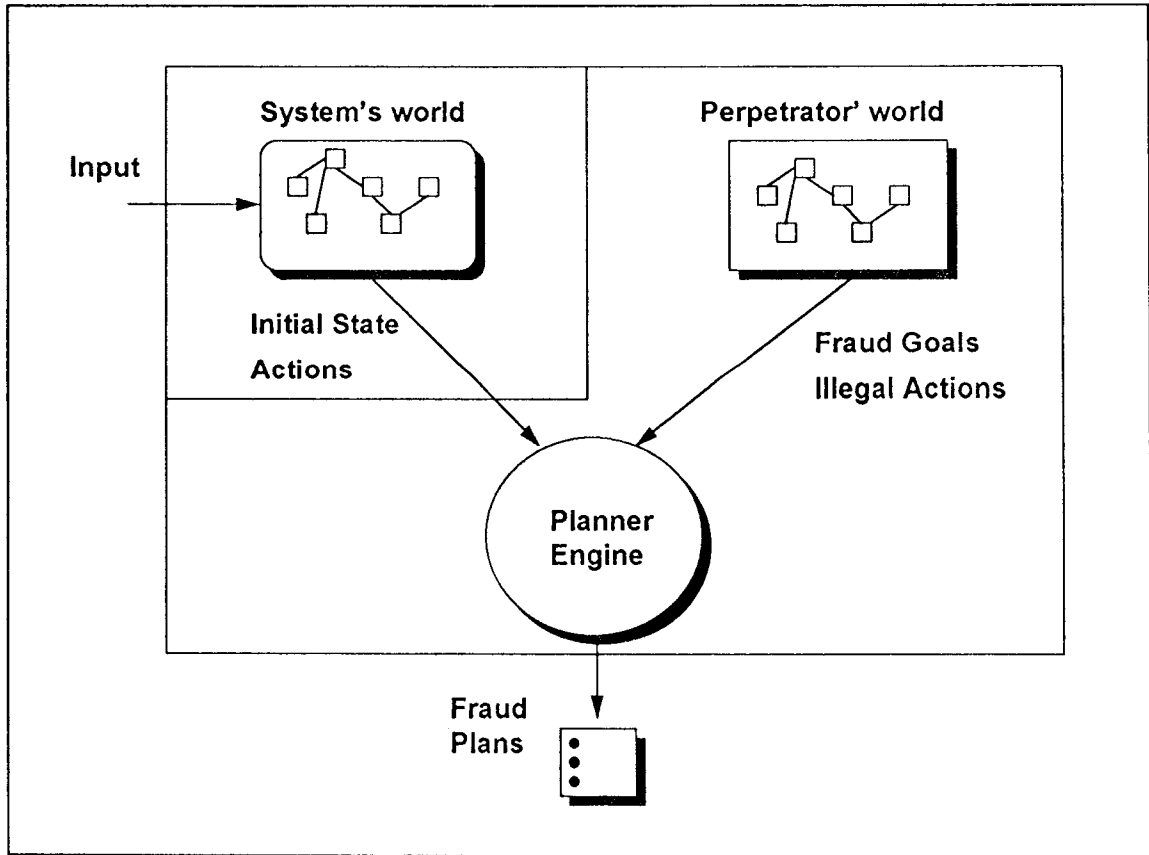 System's world
Perpetrator' world
Input
Initial State
Actions
Fraud Goals
Illegal Actions
Planner
Engine
Fraud
Plans